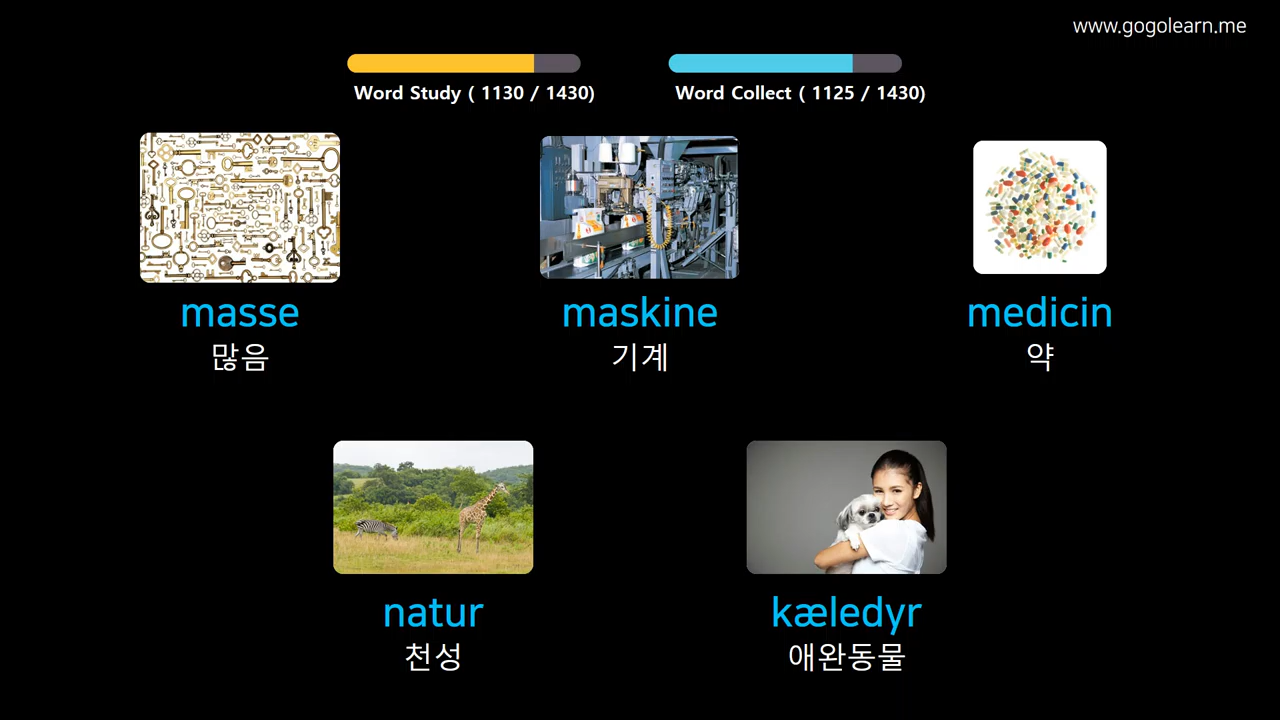 www.gogolearn.me
Word Study ( 1130 / 1430)
Word Collect ( 1125 / 1430)
masse
많음
maskine
기계
medicin
약
natur
천성
kæledyr
애완동물